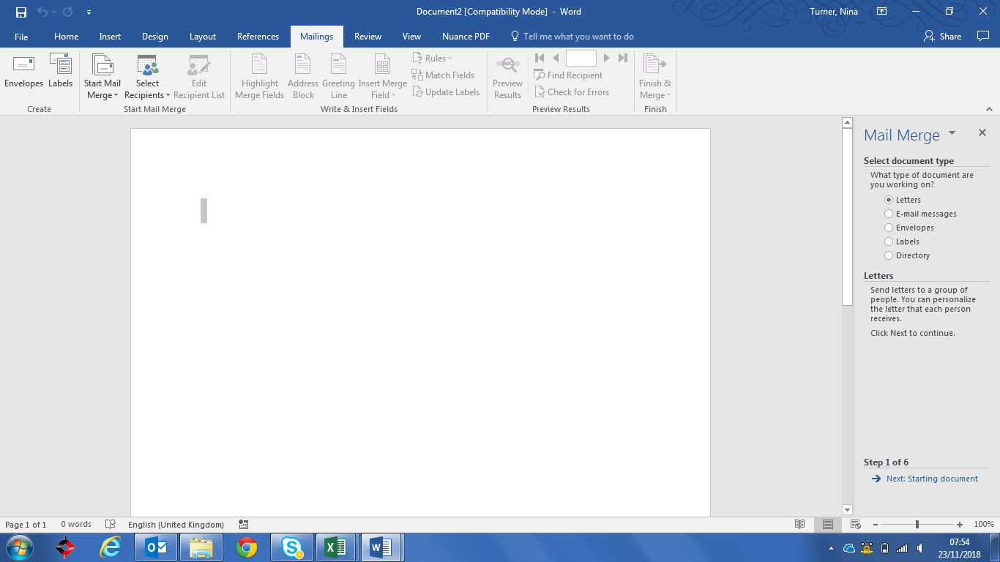 Document2 [Compatibility Mode] - Word
Turner, Nina
File Home Insert Design Layout References Mailings Review View Nuance PDF Tell me what you want to do Share
Envelopes
Labels
Create
Start Mail
Merge
Select
Recipients
Edit
Recipient List
Start Mail Merge
Highlight
Merge Fields
Address
Block
Greeting
Line
Insert Merge
Field
Rules
Match Fields
Update Labels
Write & Insert Fields
ABC
Preview
Results
Find Recipient
Check for Errors
Preview Results
Finish &
Merge
Finish
Mail Merge
Select document type
What type of document are
you working on?
Letters
E-mail messages
Envelopes
Labels
Directory
Letters
Send letters to a group of
people. You can personalize
the letter that each person
receives.
Click Next to continue.
Step 1 of 6
Next: Starting document
Page 1 of 1 0 words English (United Kingdom) 100%
07:54
23/11/2018